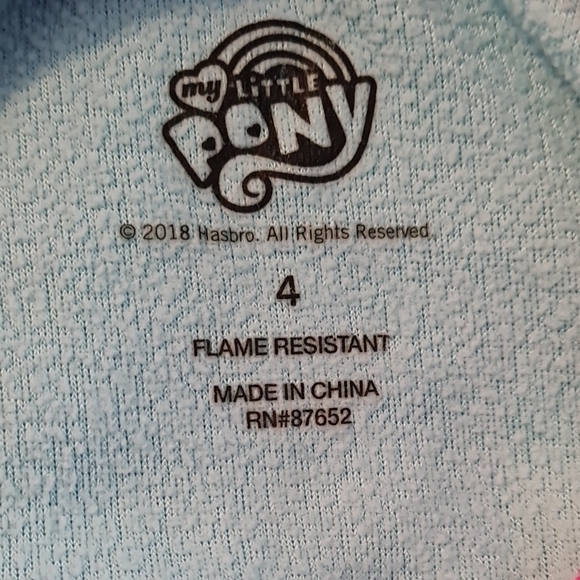 my LITTLE
PONY
© 2018 Hasbro. All Rights Reserved.
4
FLAME RESISTANT
MADE IN CHINA
RN#87652